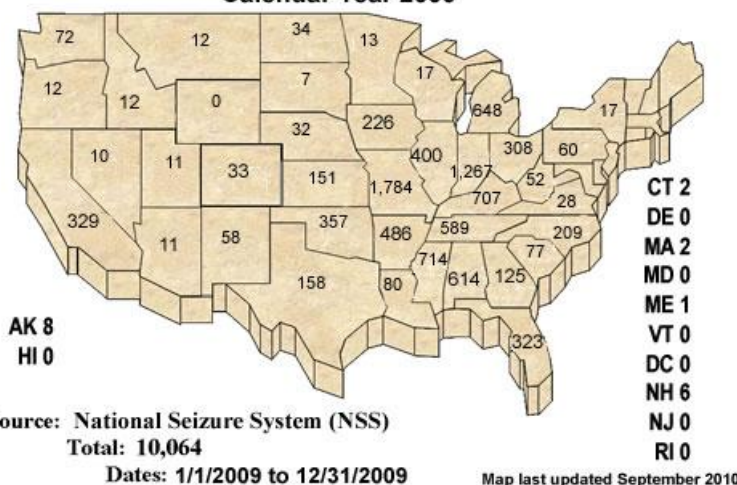 Calendar Year 2009
72
12
34
13
12
12
0
7
17
648
17
10
11
33
32
226
400
1,267
308
60
52
28
151
1,784
707
329
11
58
357
486
589
209
77
158
80
714
614
125
323
CT 2
DE 0
MA 2
MD 0
ME 1
VT 0
DC 0
NH 6
NJ 0
RI 0
AK 8
HI 0
ource: National Seizure System (NSS)
Total: 10,064
Dates: 1/1/2009 to 12/31/2009
Map last updated September 2010